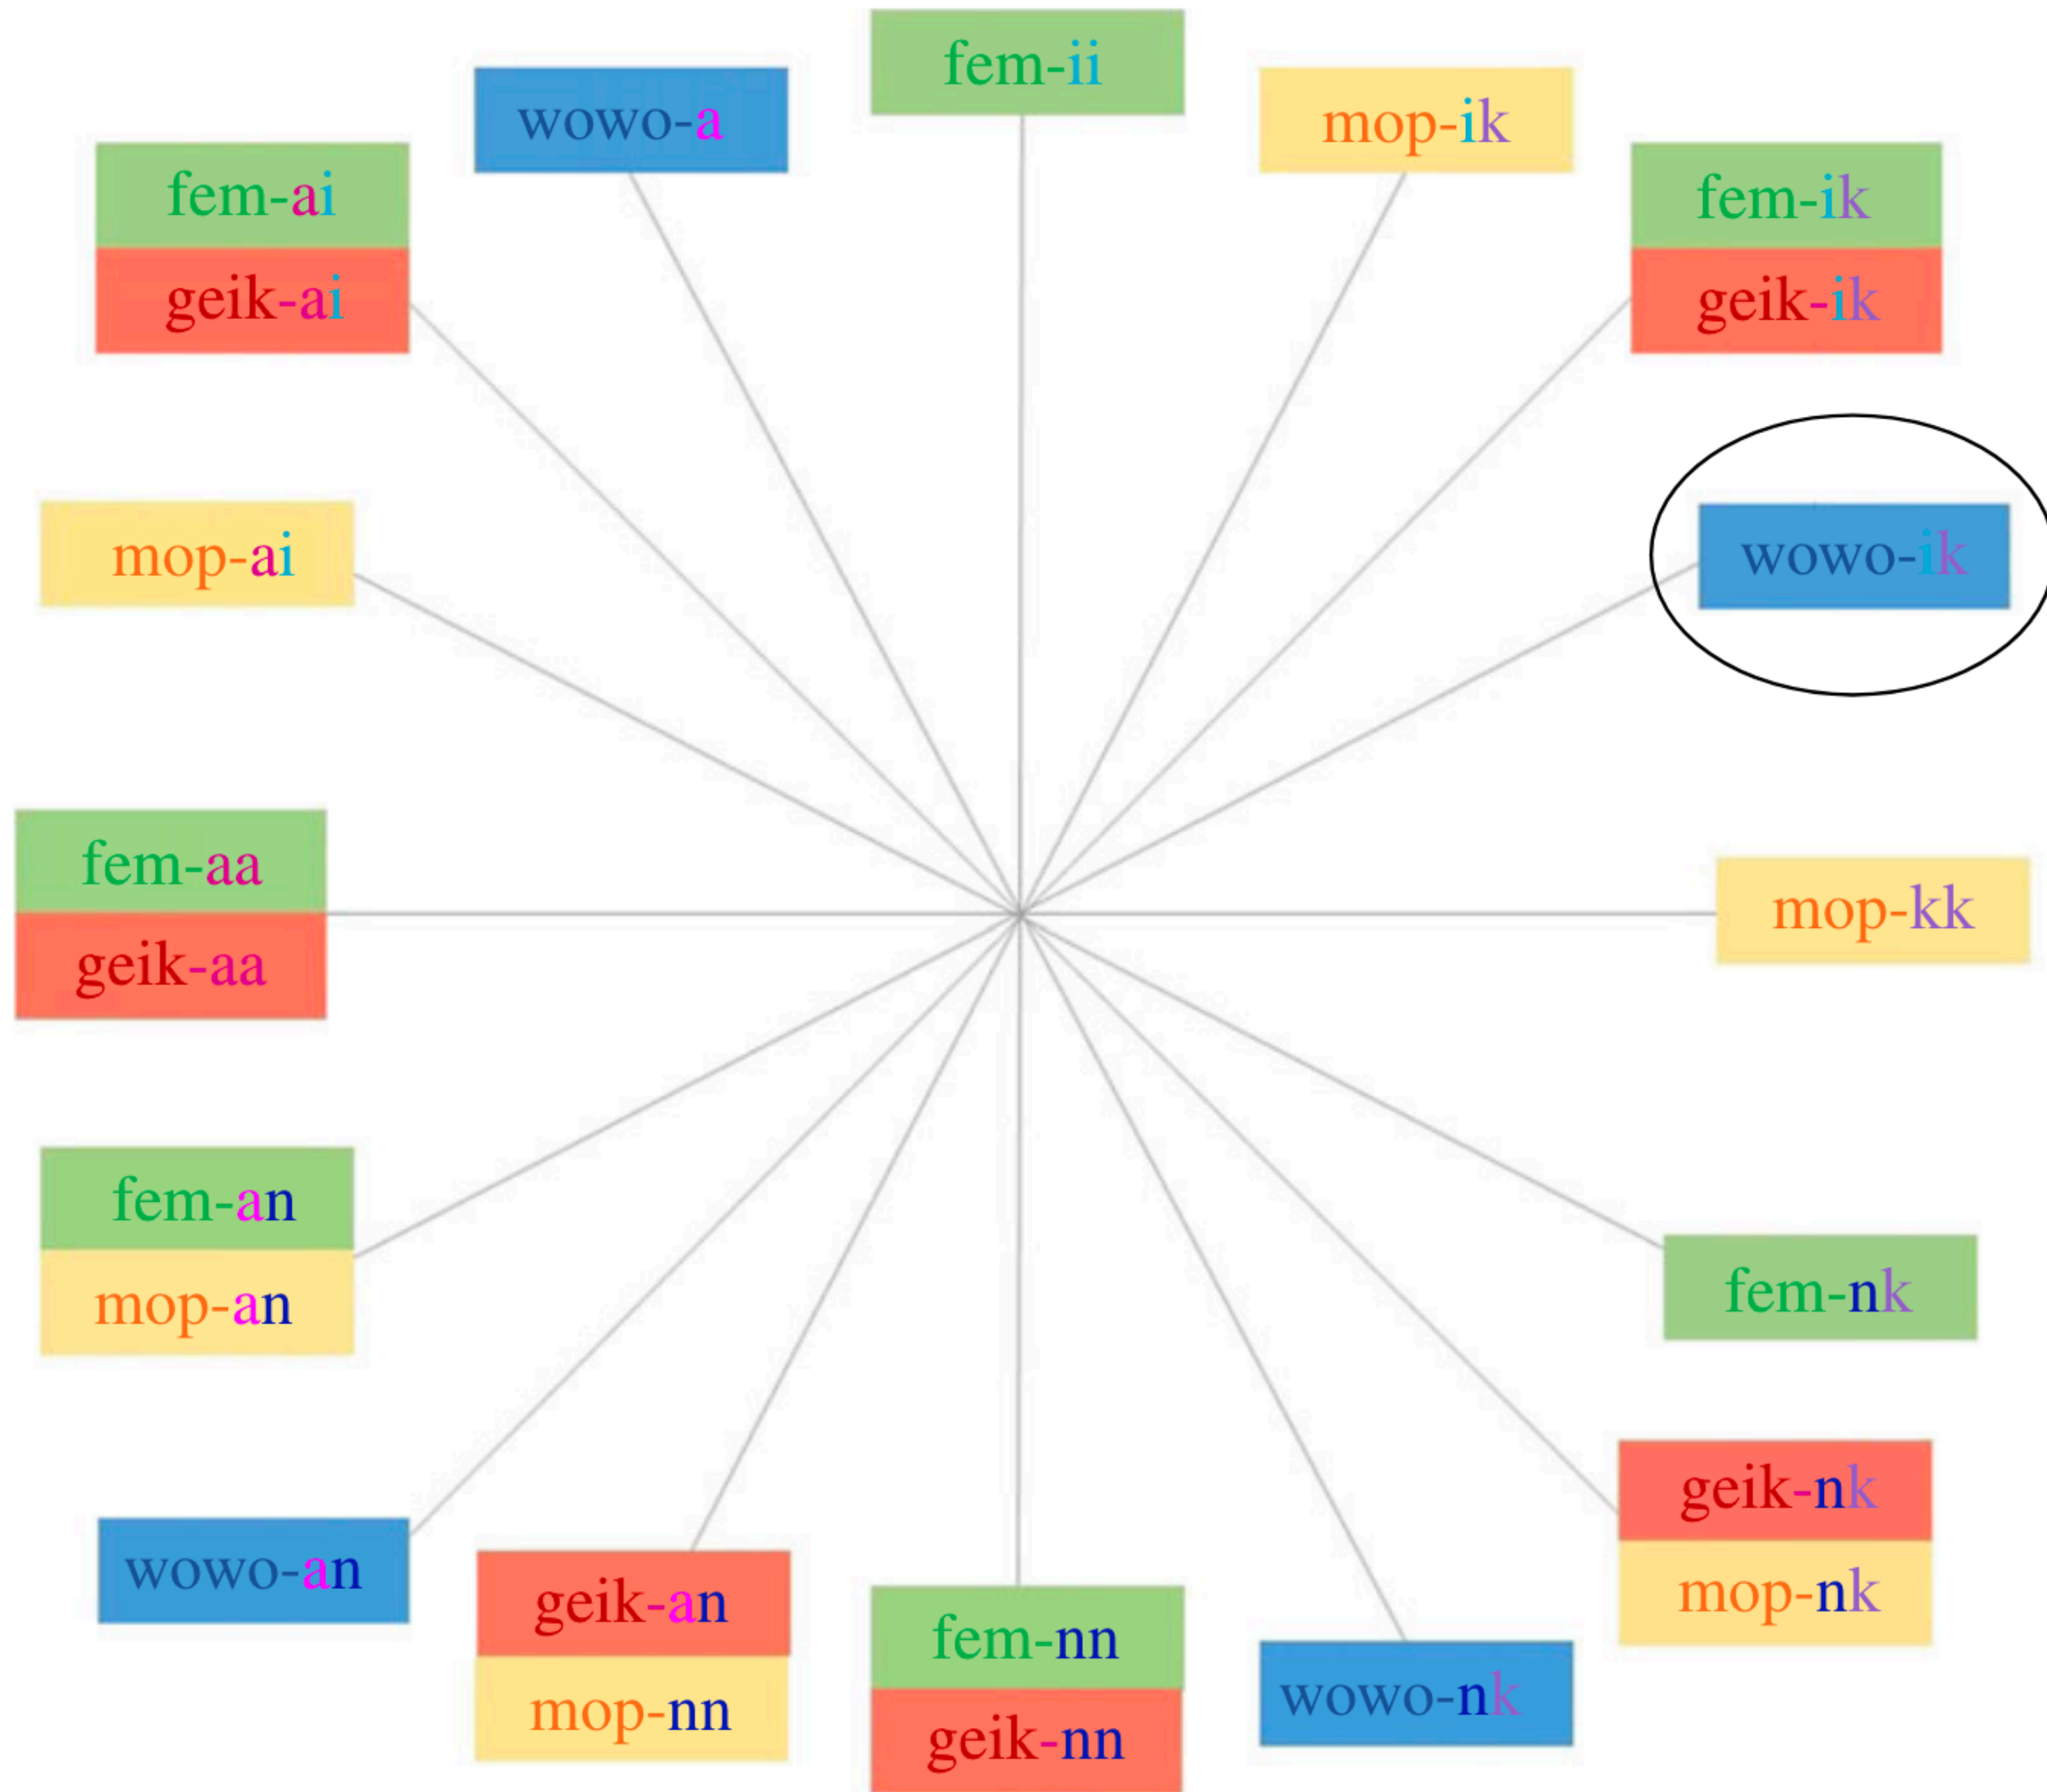 fem-ii
wowo-a
mop-ik
fem-ai
geik-ai
fem-ik
geik-ik
mop-ai
wowo-ik
fem-aa
geik-aa
mop-kk
fem-an
mop-an
fem-nk
geik-nk
mop-nk
wowo-an
geik-an
mop-nn
fem-nn
geik-nn
wowo-nk